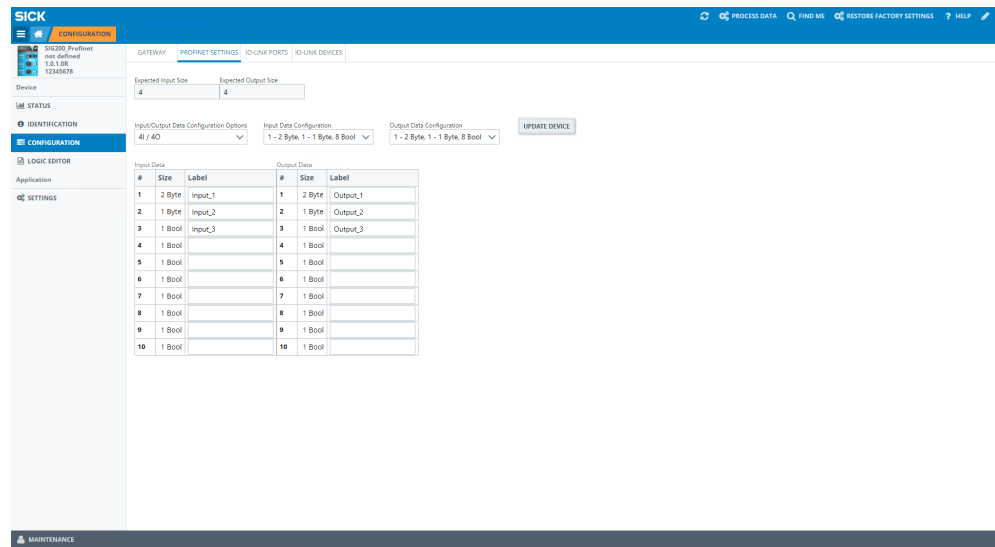 SICK
PROCESS DATA FIND ME RESTORE FACTORY SETTINGS ? HELP
CONFIGURATION
SIG200_Profinet
not defined
1.0.1.0R
12345678
Device
STATUS
IDENTIFICATION
CONFIGURATION
LOGIC EDITOR
Application
SETTINGS
GATEWAY PROFINET SETTINGS IO-LINK PORTS IO-LINK DEVICES
Expected Input Size Expected Output Size
4 4
Input/Output Data Configuration Options Input Data Configuration Output Data Configuration
4I / 4O 1 - 2 Byte, 1 - 1 Byte, 8 Bool 1 - 2 Byte, 1 - 1 Byte, 8 Bool UPDATE DEVICE
Input Data Output Data
# Size Label # Size Label
1 2 Byte Input_1 1 2 Byte Output_1
2 1 Byte Input_2 2 1 Byte Output_2
3 1 Bool Input_3 3 1 Bool Output_3
4 1 Bool 4 1 Bool
5 1 Bool 5 1 Bool
6 1 Bool 6 1 Bool
7 1 Bool 7 1 Bool
8 1 Bool 8 1 Bool
9 1 Bool 9 1 Bool
10 1 Bool 10 1 Bool
MAINTENANCE